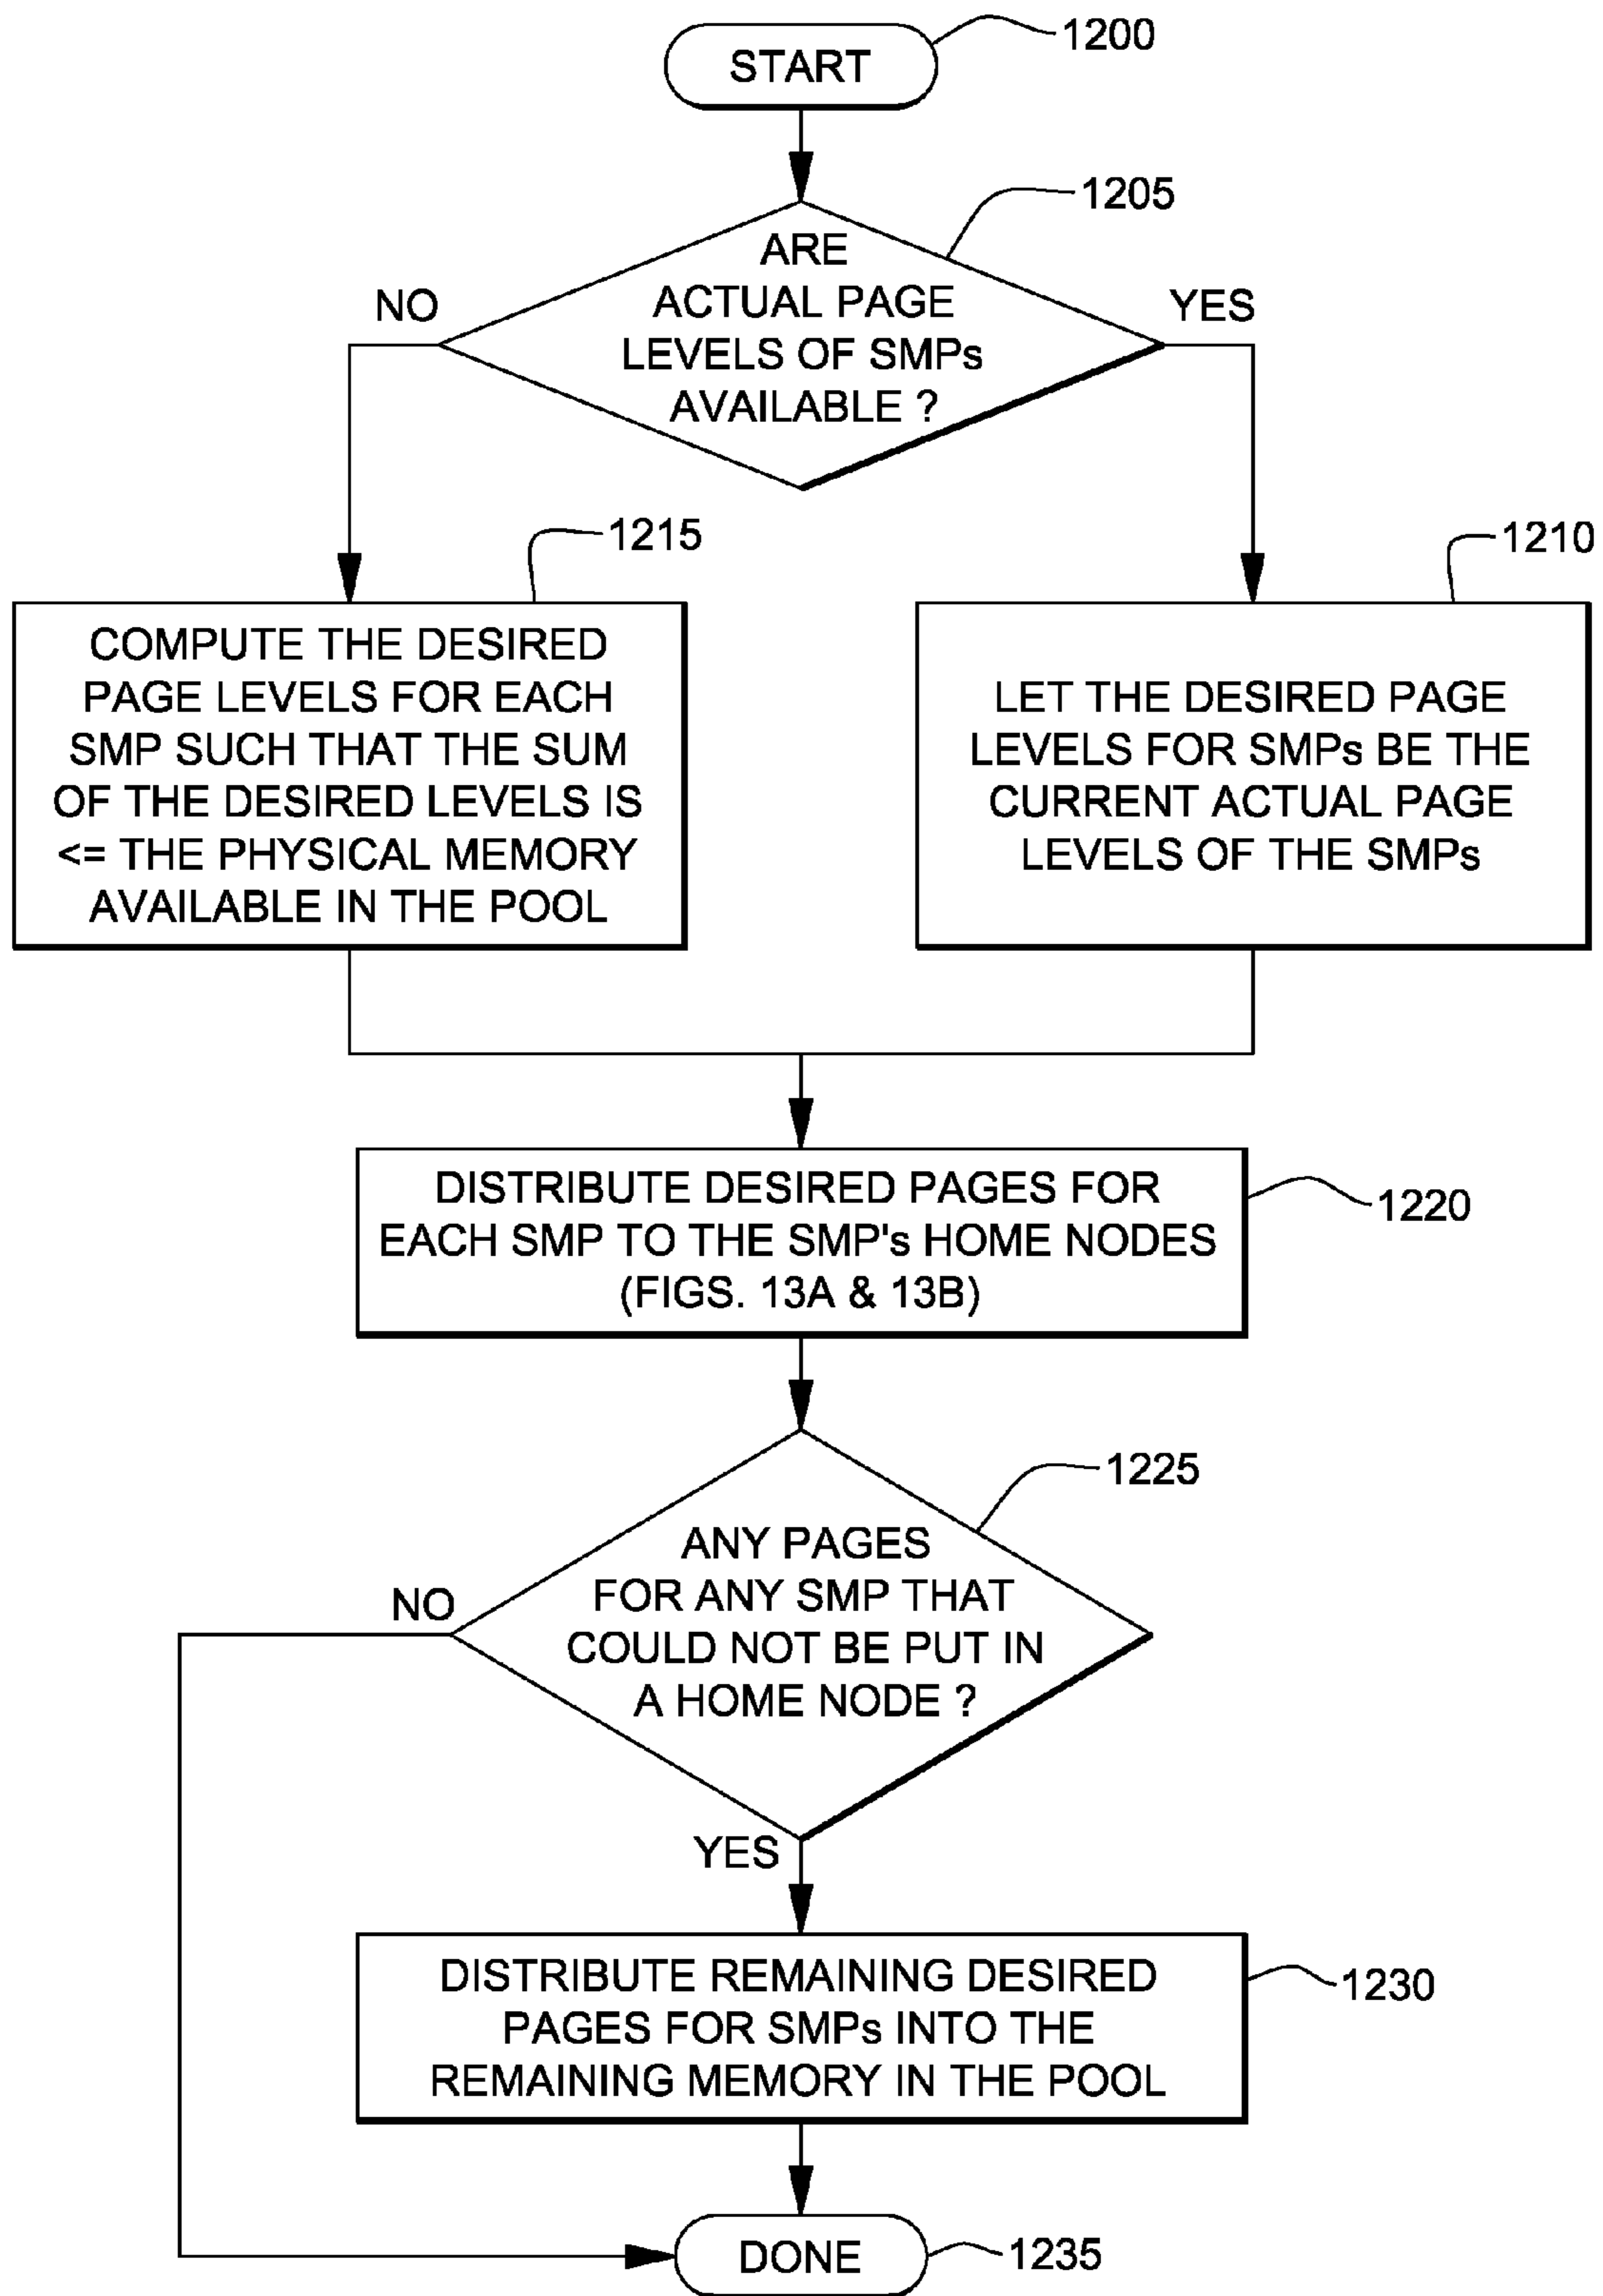 START
1200
1205
ARE
ACTUAL PAGE
LEVELS OF SMPs
AVAILABLE ?
NO
YES
1215
1210
COMPUTE THE DESIRED
PAGE LEVELS FOR EACH
SMP SUCH THAT THE SUM
OF THE DESIRED LEVELS IS
<= THE PHYSICAL MEMORY
AVAILABLE IN THE POOL
LET THE DESIRED PAGE
LEVELS FOR SMPs BE THE
CURRENT ACTUAL PAGE
LEVELS OF THE SMPs
DISTRIBUTE DESIRED PAGES FOR
EACH SMP TO THE SMP's HOME NODES
(FIGS. 13A & 13B)
1220
1225
ANY PAGES
FOR ANY SMP THAT
COULD NOT BE PUT IN
A HOME NODE ?
NO
YES
DISTRIBUTE REMAINING DESIRED
PAGES FOR SMPs INTO THE
REMAINING MEMORY IN THE POOL
1230
DONE
1235